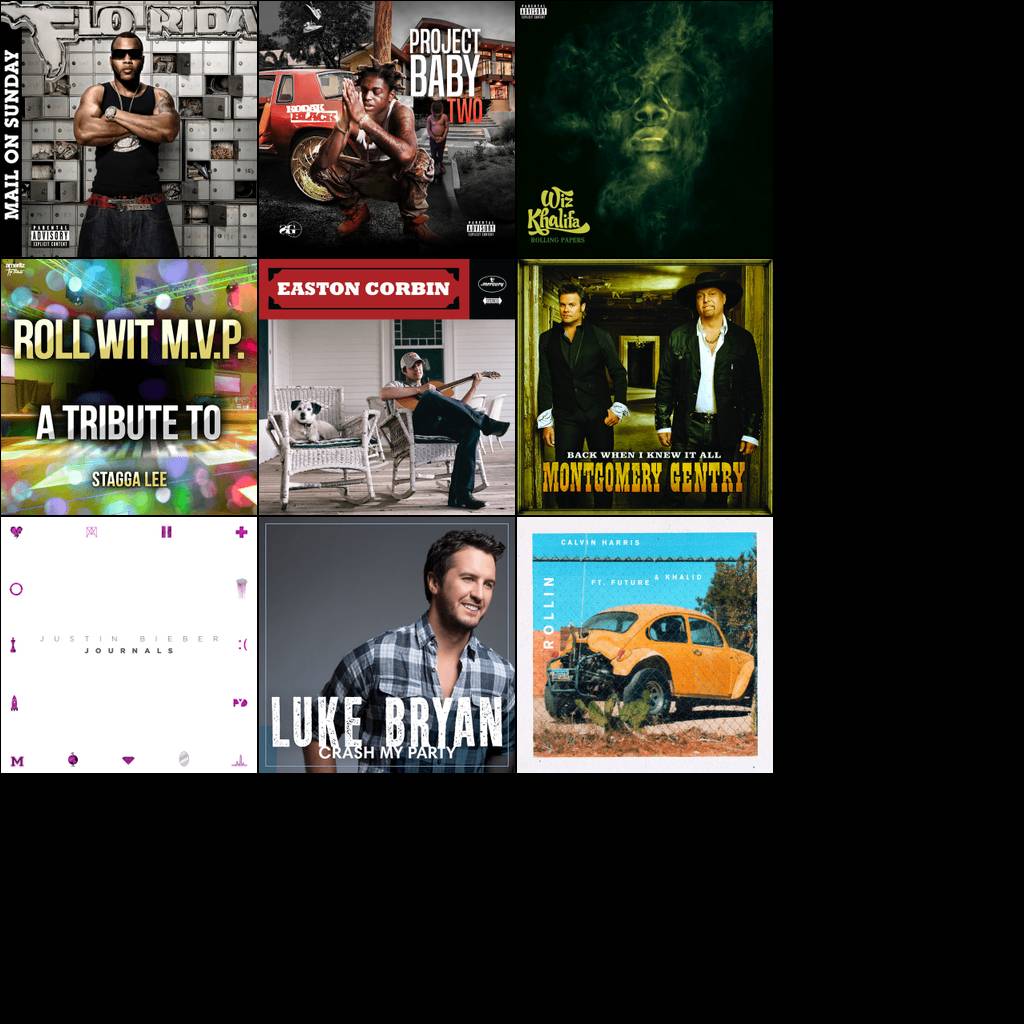 FLO RIDA
MAIL ON SUNDAY
PARENTAL
ADVISORY
EXPLICIT CONTENT
PROJECT
BABY
TWO
KODAK
BLACK
PARENTAL
ADVISORY
EXPLICIT CONTENT
PARENTAL
ADVISORY
EXPLICIT CONTENT
Wiz
Khalifa
ROLLING PAPERS
ROLL WIT M.V.P.
A TRIBUTE TO
STAGGA LEE
EASTON CORBIN
mercury
STEREO
BACK WHEN I KNEW IT ALL
MONTGOMERY GENTRY
JUSTIN BIEBER
JOURNALS
:(
M
LUKE BRYAN
CRASH MY PARTY
CALVIN HARRIS
FT. FUTURE & KHALID
ROLLIN